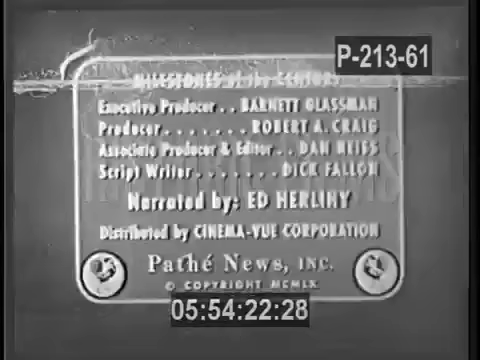 P-213-61
MILESTONES of the CENTURY
Executive Producer . . BARNETT GLASSMAN
Producer . . . . . . . ROBERT A. CRAIG
Associate Producer & Editor . . DAN WEISS
Script Writer . . . . . . . DICK FALLON
Narrated by: ED HERLIHY
Distributed by CINEMA-VUE CORPORATION
Pathé News, INC.
© COPYRIGHT MCMLX
05:54:22:28